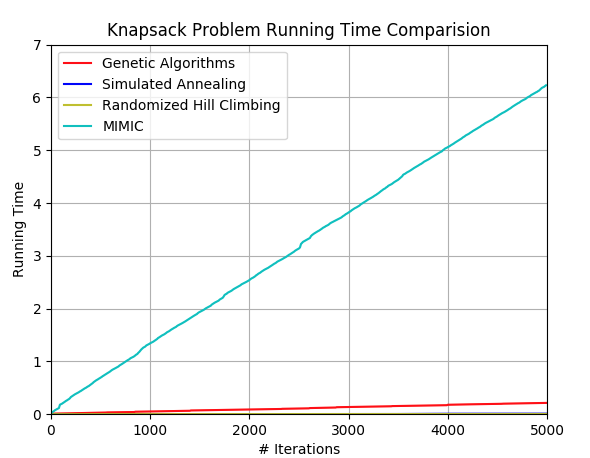 Knapsack Problem Running Time Comparision
7
6
5
4
3
2
1
0
Running Time
Genetic Algorithms
Simulated Annealing
Randomized Hill Climbing
MIMIC
0 1000 2000 3000 4000 5000
# Iterations